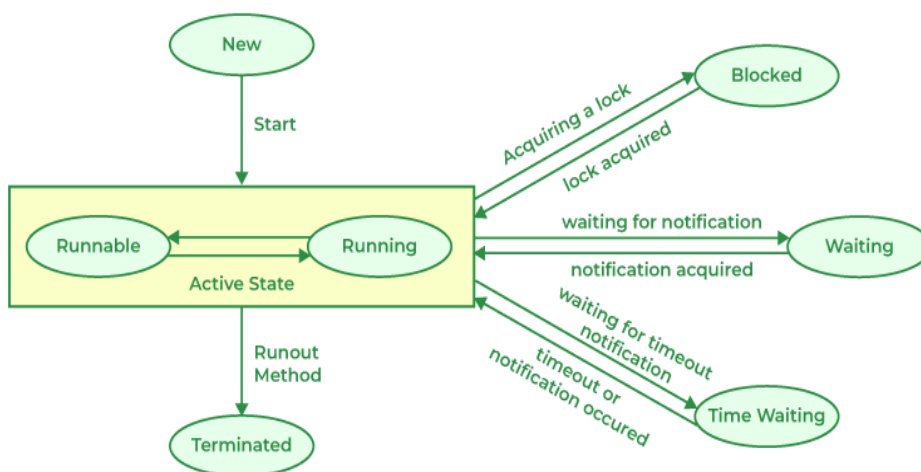 New
Blocked
Start
Acquiring a lock
lock acquired
Runnable
Running
Active State
waiting for notification
Waiting
notification acquired
waiting for timeout
notification
timeout or
notification occured
Runout
Method
Time Waiting
Terminated